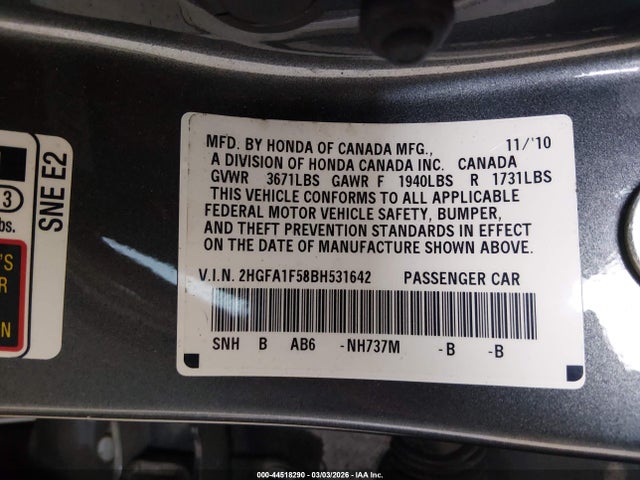 MFD. BY HONDA OF CANADA MFG., 11/'10
A DIVISION OF HONDA CANADA INC. CANADA
GVWR 3671LBS GAWR F 1940LBS R 1731LBS
THIS VEHICLE CONFORMS TO ALL APPLICABLE
FEDERAL MOTOR VEHICLE SAFETY, BUMPER,
AND THEFT PREVENTION STANDARDS IN EFFECT
ON THE DATE OF MANUFACTURE SHOWN ABOVE.
V.I.N. 2HGFA1F58BH531642 PASSENGER CAR
SNH B AB6 -NH737M -B -B
SNE E2
3
bs.
'S
R
N
000-44518290 - 03/03/2026 - IAA Inc.